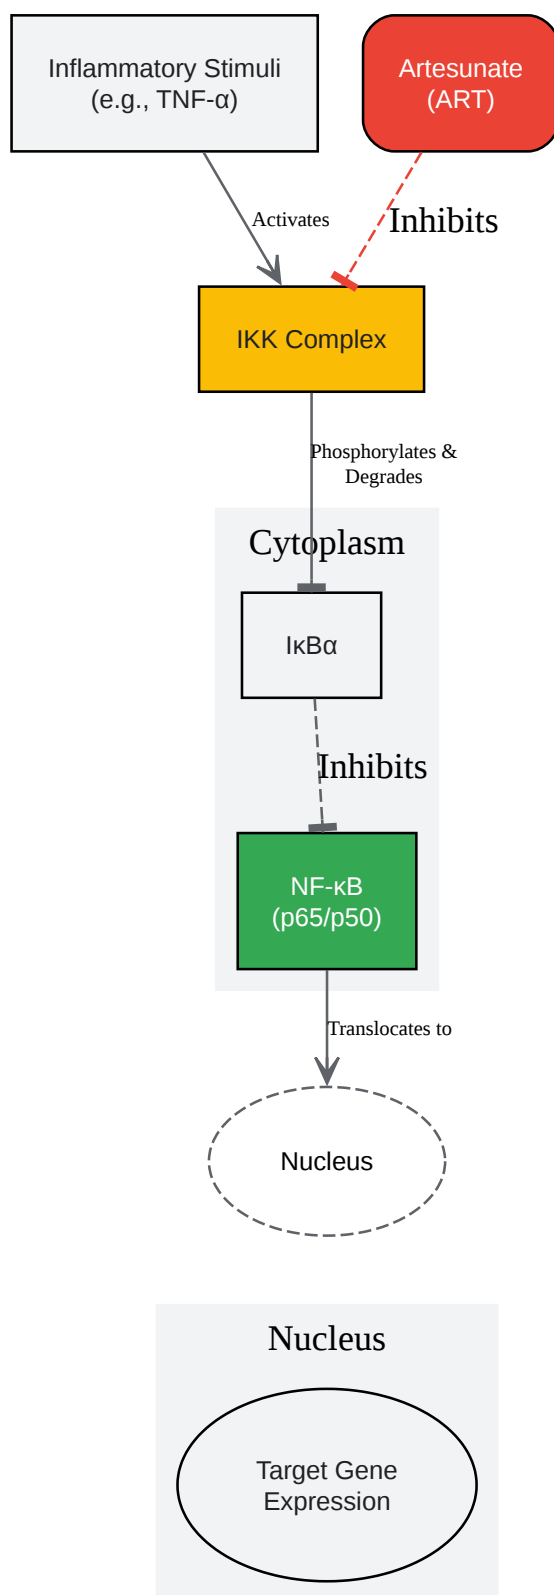 Inflammatory Stimuli
(e.g., TNF-α)
Artesunate
(ART)
Activates
Inhibits
IKK Complex
Phosphorylates &
Degrades
Cytoplasm
IκBα
Inhibits
NF-κB
(p65/p50)
Translocates to
Nucleus
Nucleus
Target Gene
Expression